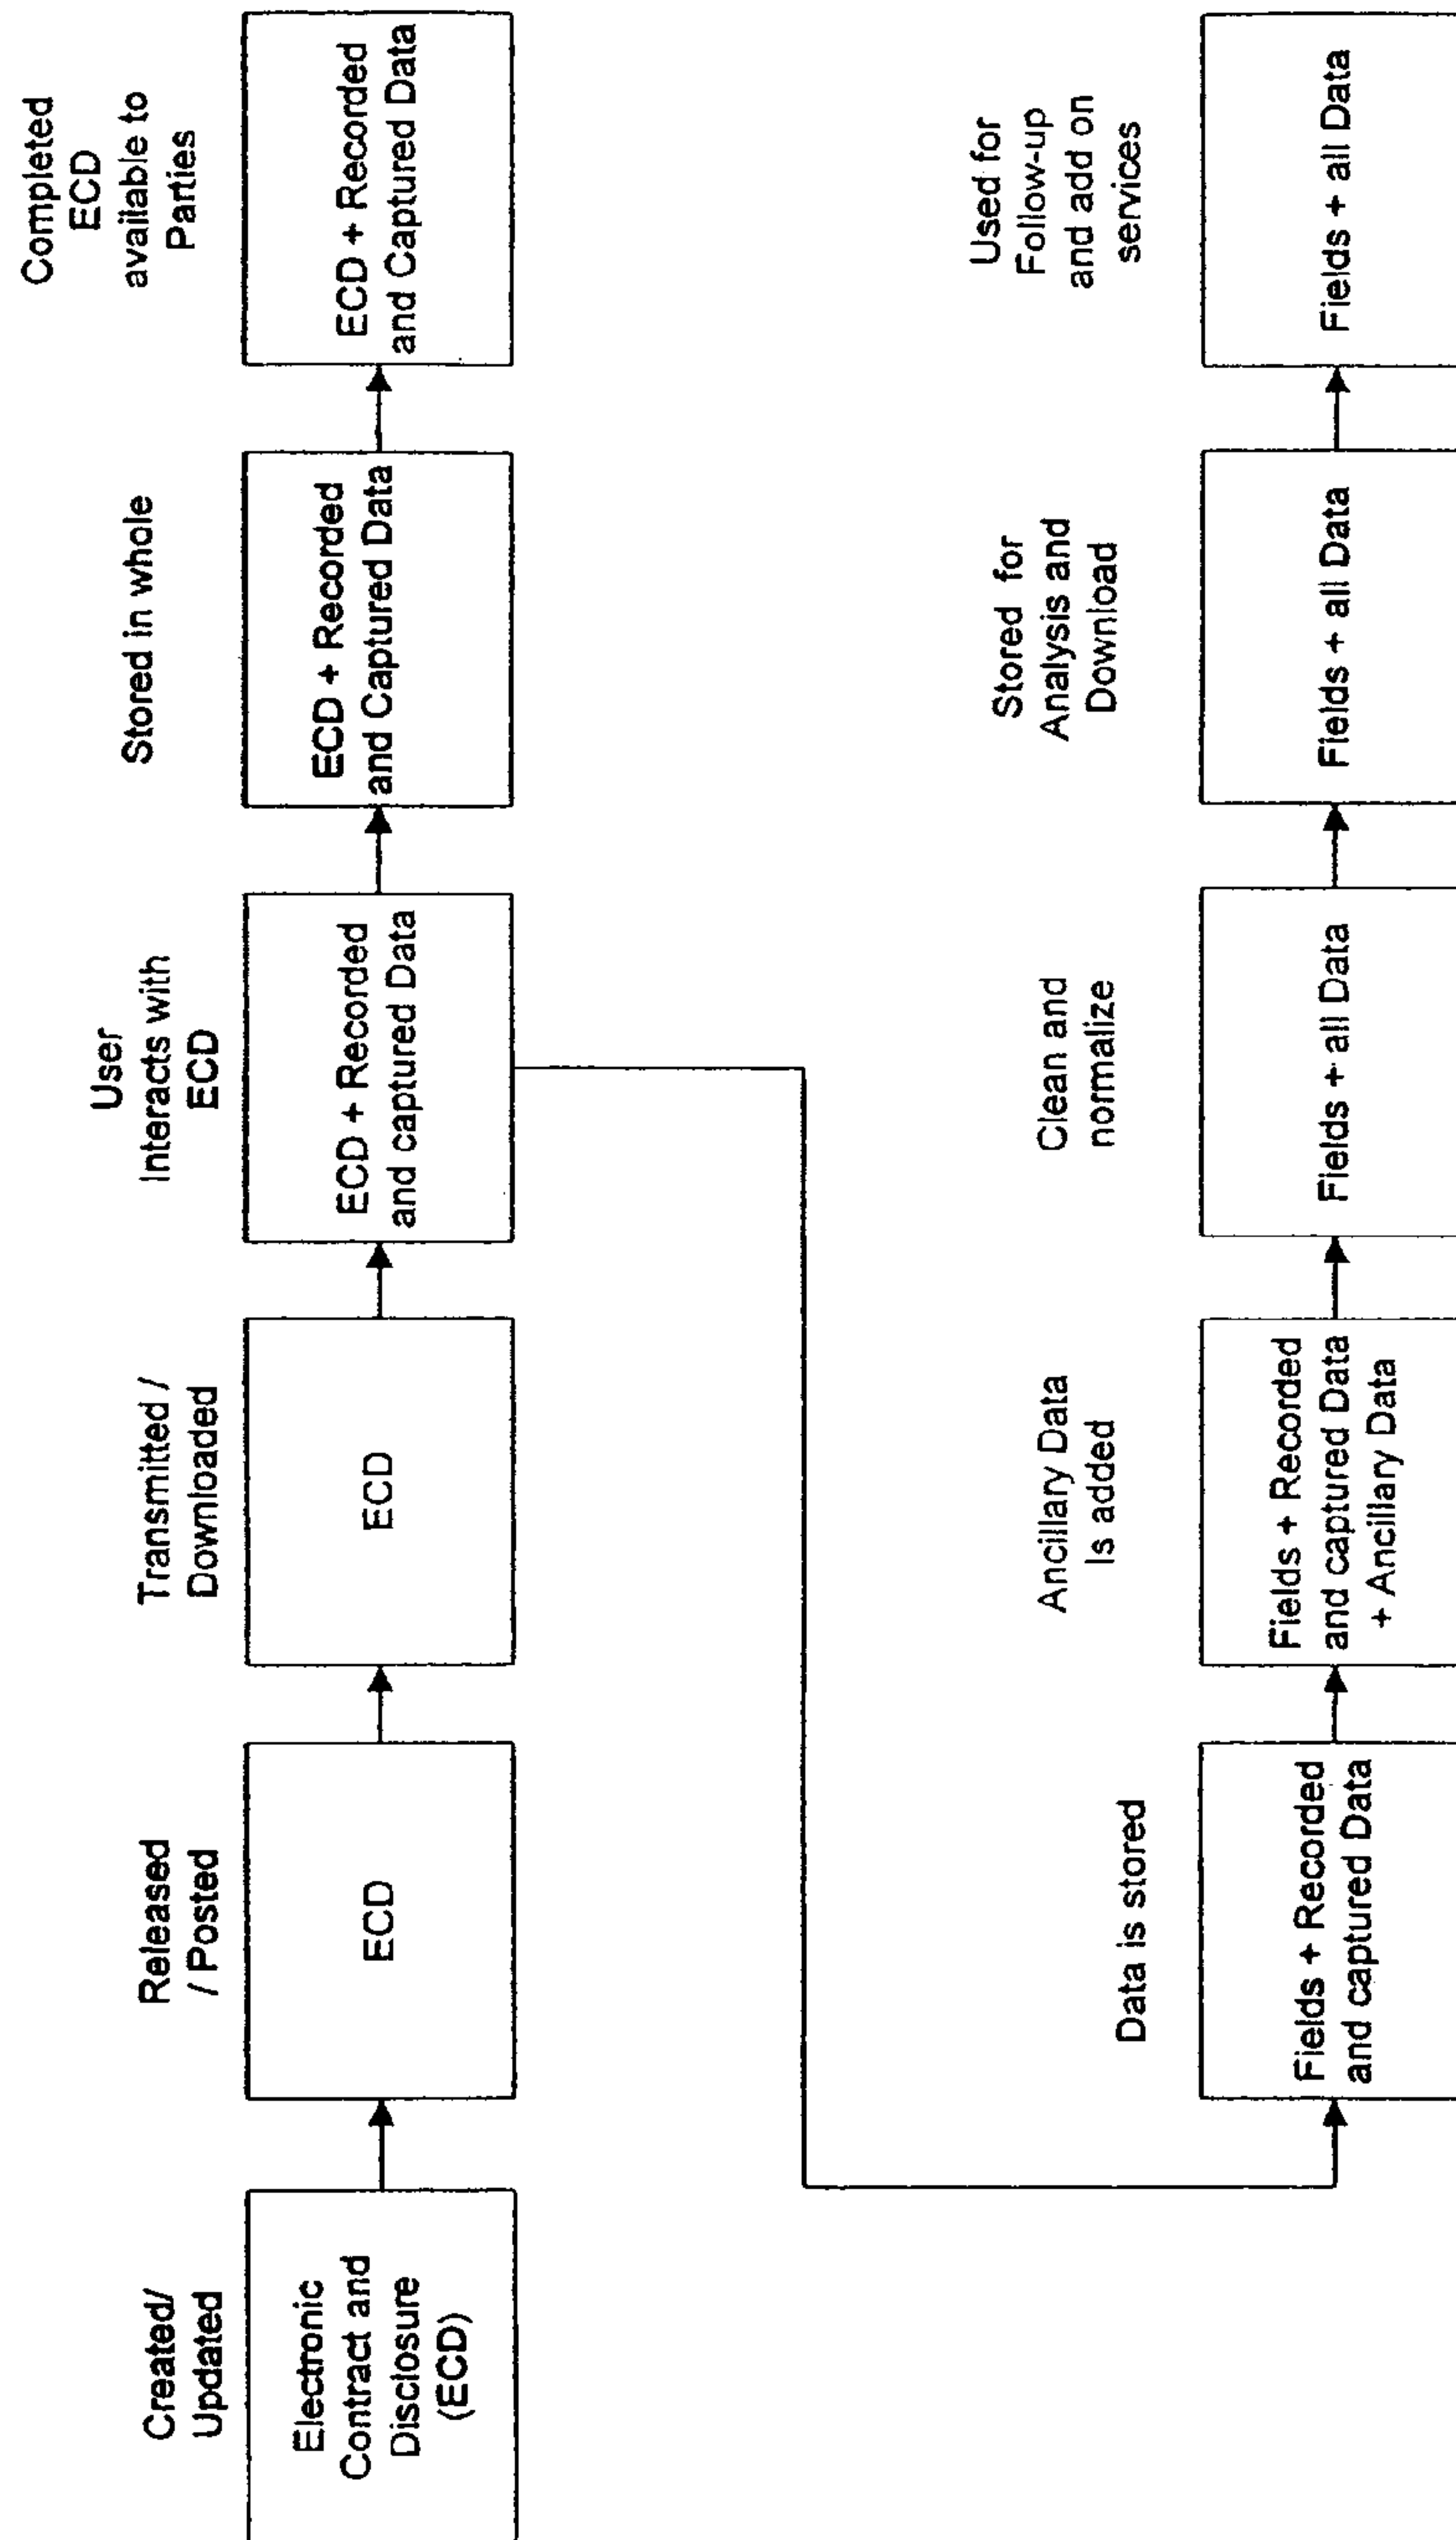 Created/
Updated
Electronic
Contract and
Disclosure
(ECD)
Released
/ Posted
ECD
Transmitted /
Downloaded
ECD
User
Interacts with
ECD
ECD + Recorded
and captured Data
Stored in whole
ECD + Recorded
and Captured Data
Completed
ECD
available to
Parties
ECD + Recorded
and Captured Data
Data is stored
Fields + Recorded
and captured Data
Ancillary Data
Is added
Fields + Recorded
and captured Data
+ Ancillary Data
Clean and
normalize
Fields + all Data
Stored for
Analysis and
Download
Fields + all Data
Used for
Follow-up
and add on
services
Fields + all Data